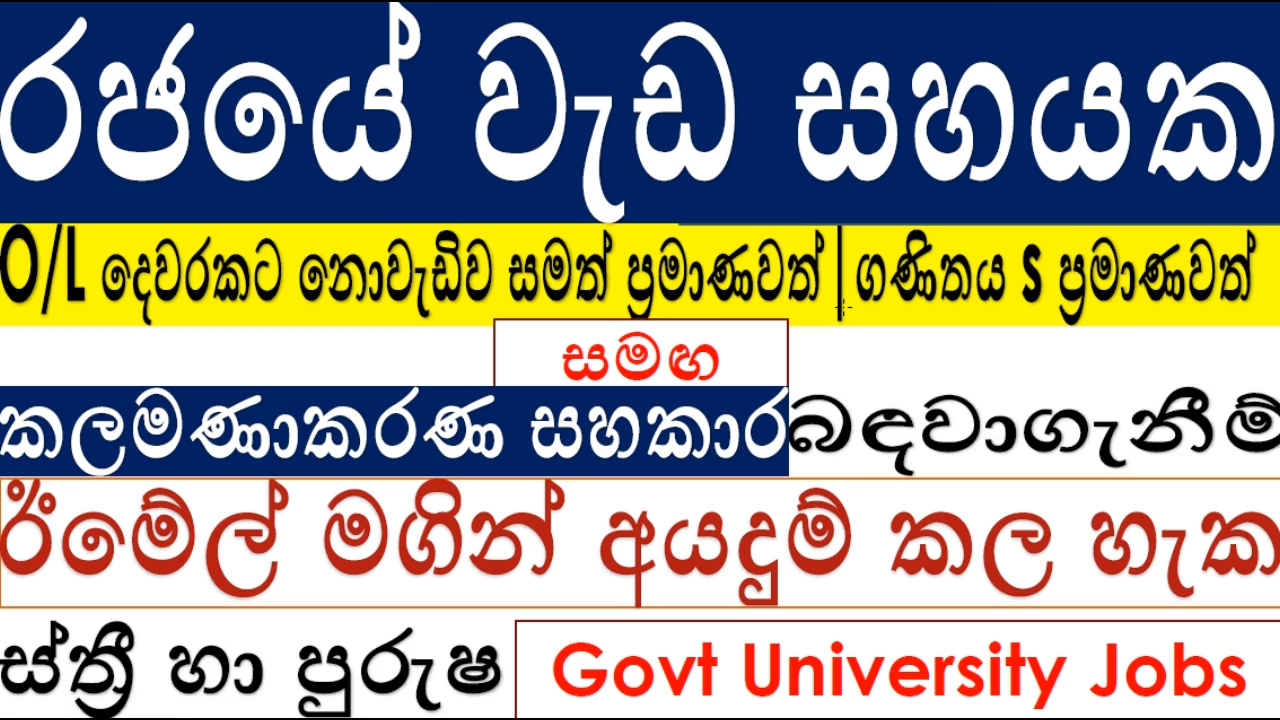 රජයේ වැඩ සහයක
O/L දෙවරකට නොවැඩිව සමත් ප්‍රමාණවත් | ගණිතය S ප්‍රමාණවත්
සමඟ
කලමණාකරණ සහකාර බඳවාගැනීම්
ඊමේල් මගින් අයදුම් කල හැක
ස්ත්‍රී හා පුරුෂ Govt University Jobs